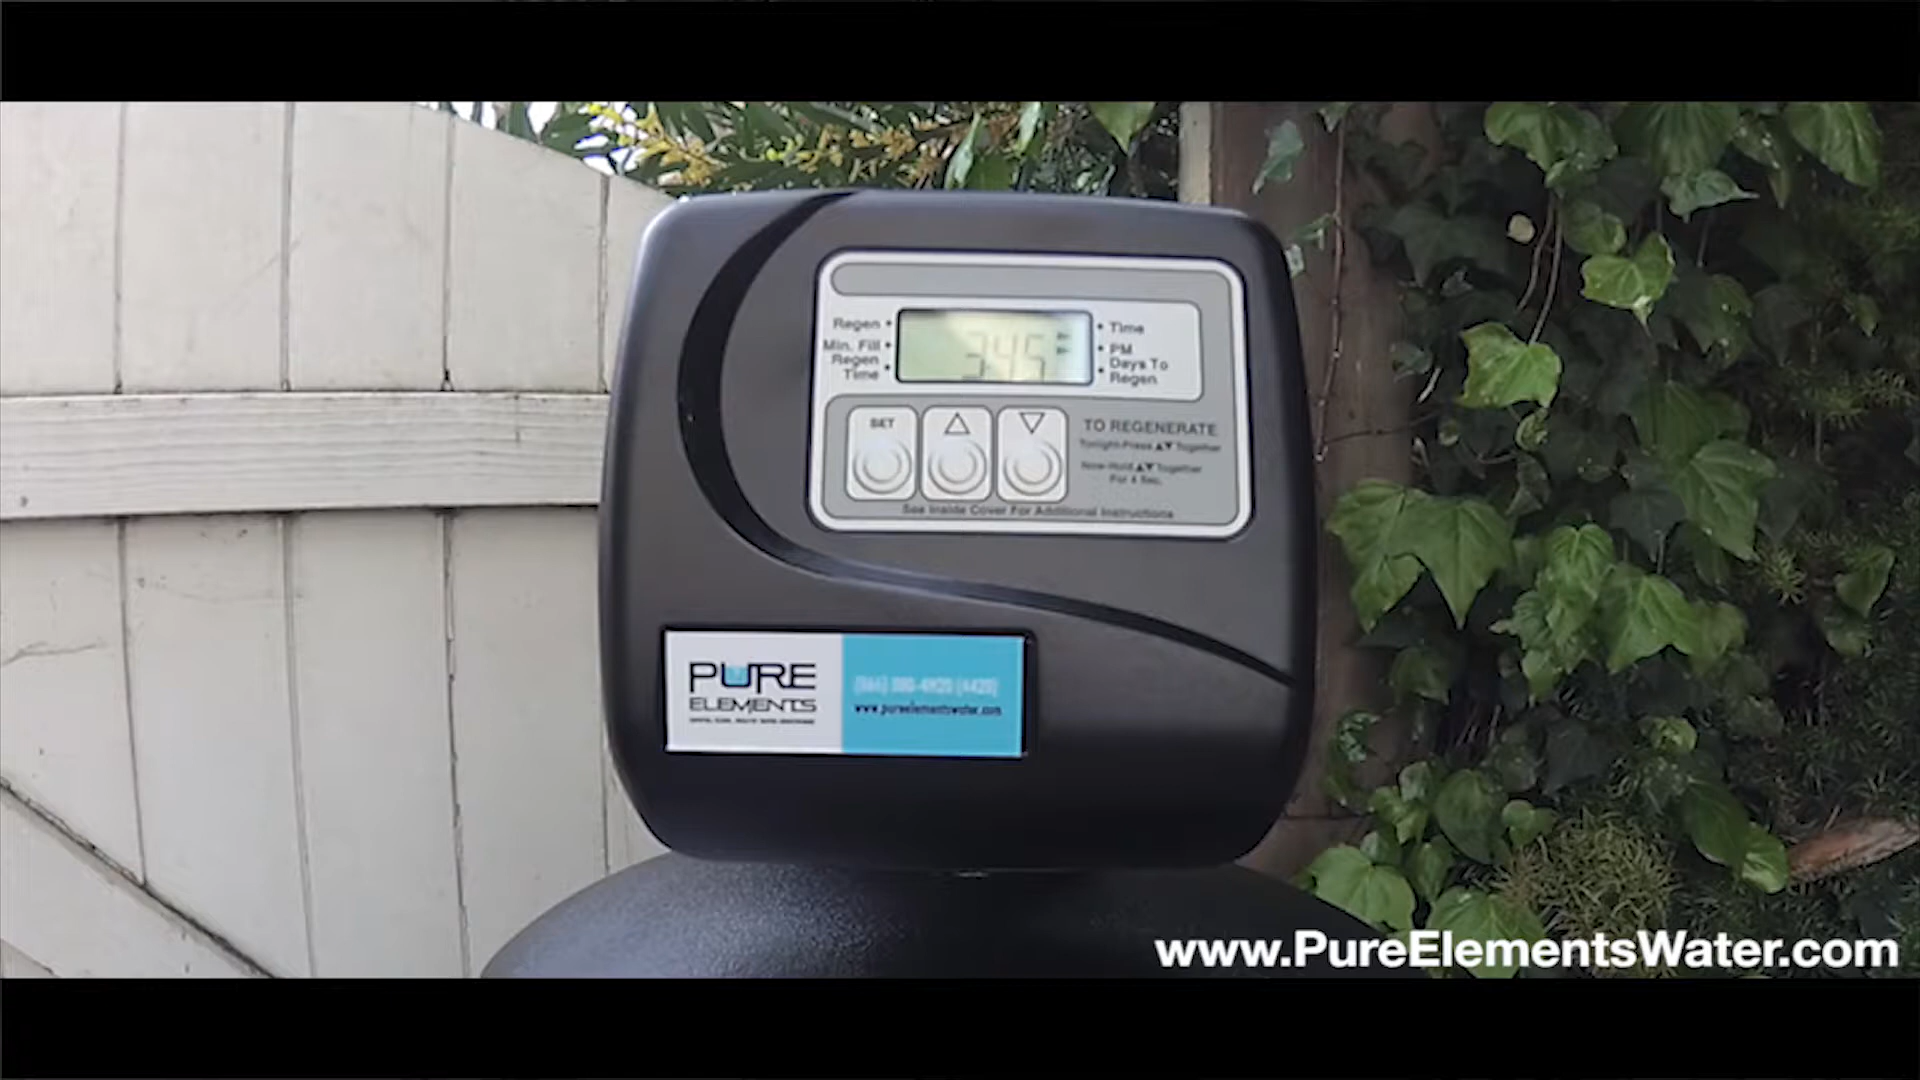 Regen
Min. Fill
Regen
Time
3:45
Time
PM
Days To
Regen
SET
TO REGENERATE
Tonight-Press ▲▼ Together
Now-Hold ▲▼ Together
For 4 Sec.
See Inside Cover For Additional Instructions
PURE
ELEMENTS
www.pureelementswater.com
www.PureElementsWater.com